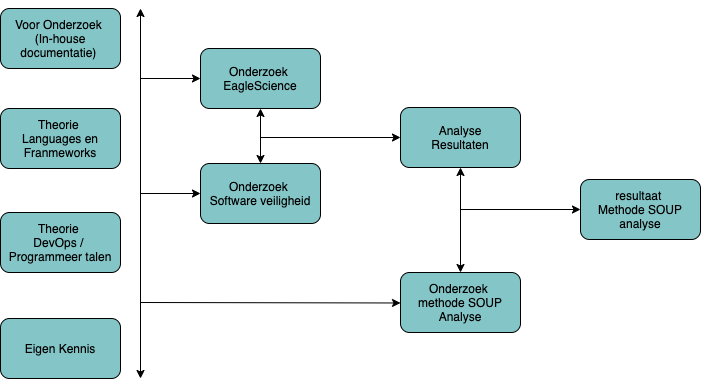 Voor Onderzoek
(In-house
documentatie)
Onderzoek
EagleScience
Theorie
Languages en
Franmeworks
Analyse
Resultaten
Onderzoek
Software veiligheid
resultaat
Methode SOUP
analyse
Theorie
DevOps /
Programmeer talen
Onderzoek
methode SOUP
Analyse
Eigen Kennis